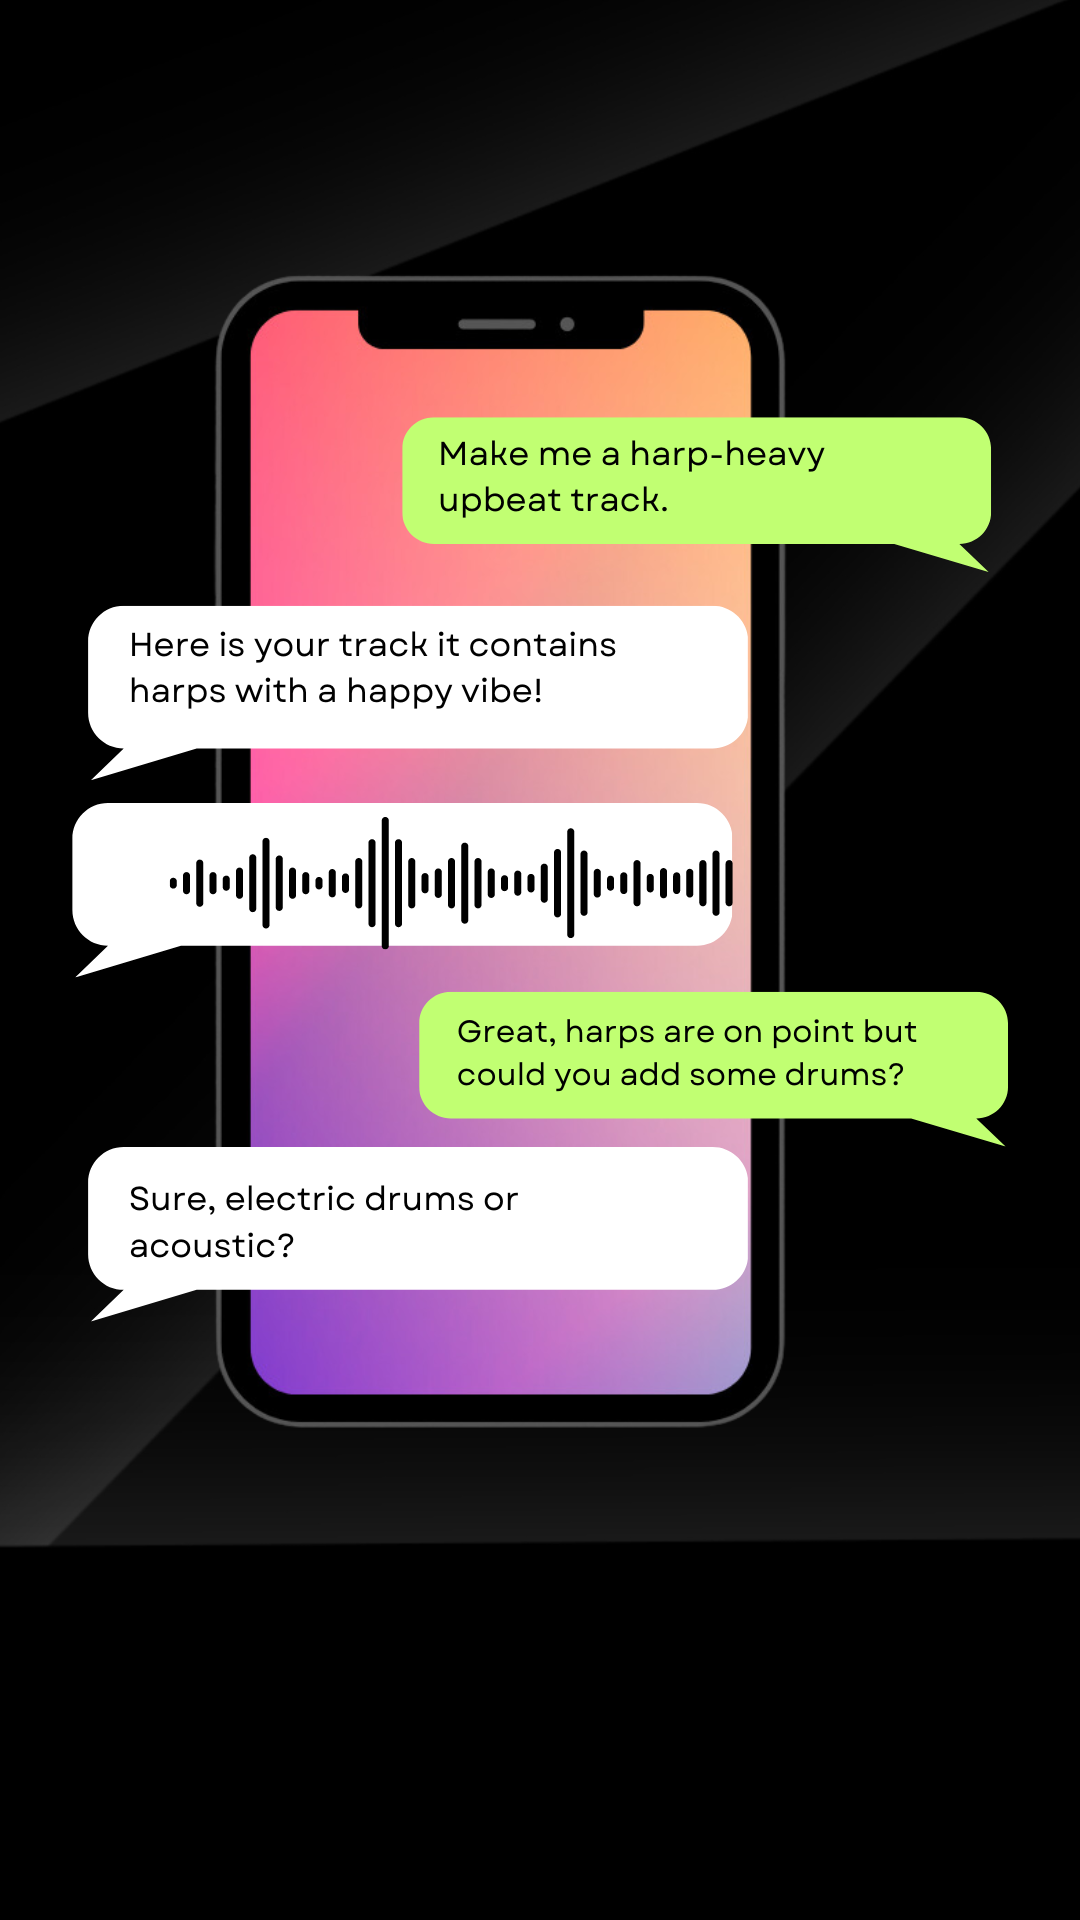 Make me a harp-heavy
upbeat track.
Here is your track it contains
harps with a happy vibe!
Great, harps are on point but
could you add some drums?
Sure, electric drums or
acoustic?